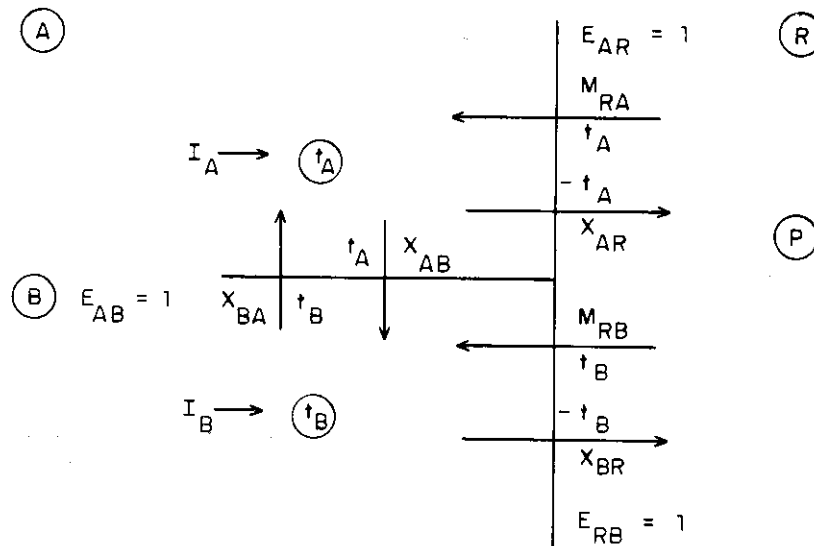 A
E_AR = 1
R
M_RA
t_A
I_A
t_A
- t_A
X_AR
t_A X_AB
P
B E_AB = 1
X_BA t_B
M_RB
t_B
I_B
t_B
- t_B
X_BR
E_RB = 1